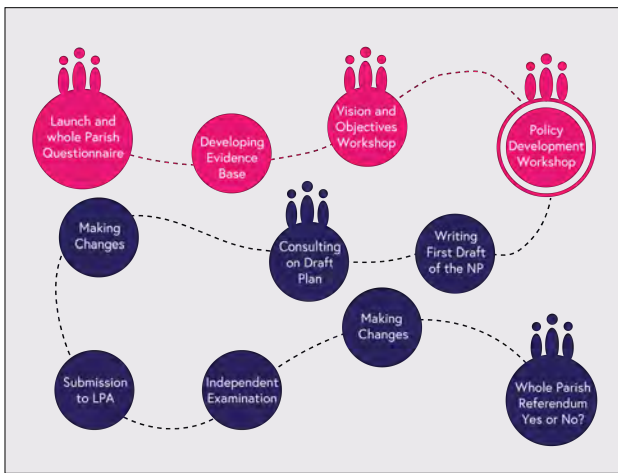 Launch and
whole Parish
Questionnaire
Developing
Evidence
Base
Vision and
Objectives
Workshop
Policy
Development
Workshop
Writing
First Draft
of the NP
Consulting
on Draft
Plan
Making
Changes
Submission
to LPA
Independent
Examination
Making
Changes
Whole Parish
Referendum
Yes or No?